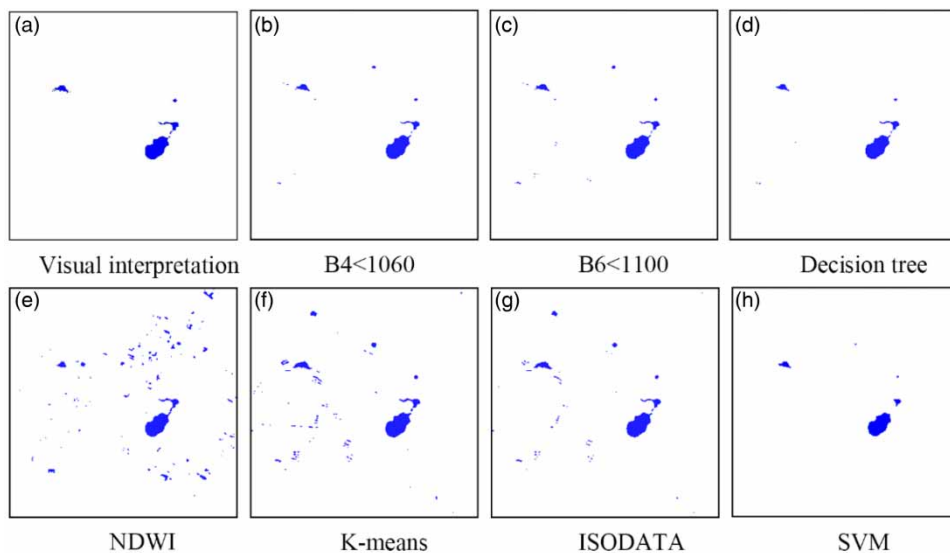 (a) (b) (c) (d)
Visual interpretation B4<1060 B6<1100 Decision tree
(e) (f) (g) (h)
NDWI K-means ISODATA SVM